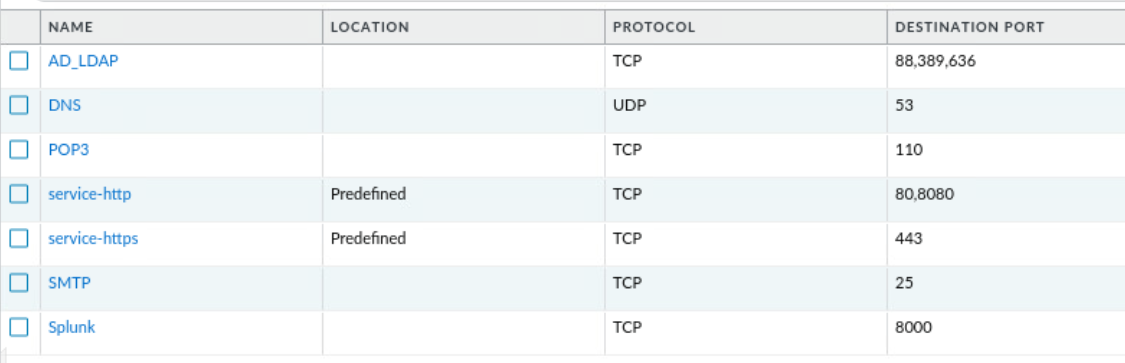 NAME LOCATION PROTOCOL DESTINATION PORT
AD_LDAP TCP 88,389,636
DNS UDP 53
POP3 TCP 110
service-http Predefined TCP 80,8080
service-https Predefined TCP 443
SMTP TCP 25
Splunk TCP 8000